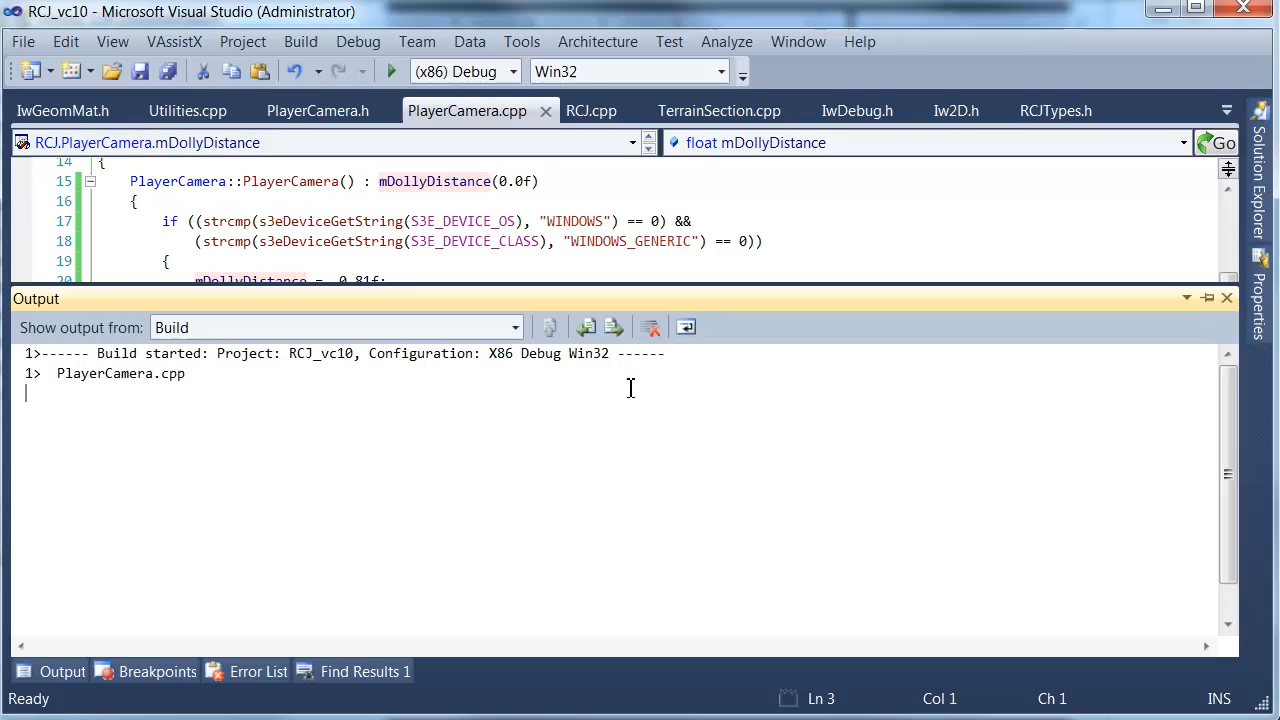 RCJ_vc10 - Microsoft Visual Studio (Administrator)
File Edit View VAssistX Project Build Debug Team Data Tools Architecture Test Analyze Window Help
(x86) Debug Win32
IwGeomMat.h Utilities.cpp PlayerCamera.h PlayerCamera.cpp RCJ.cpp TerrainSection.cpp IwDebug.h Iw2D.h RCJTypes.h
RCJ.PlayerCamera.mDollyDistance float mDollyDistance Go
14 {
15 PlayerCamera::PlayerCamera() : mDollyDistance(0.0f)
16 {
17 if ((strcmp(s3eDeviceGetString(S3E_DEVICE_OS), "WINDOWS") == 0) &&
18 (strcmp(s3eDeviceGetString(S3E_DEVICE_CLASS), "WINDOWS_GENERIC") == 0))
19 {
20 mDollyDistance = 0.81f;
Output
Show output from: Build
1>------ Build started: Project: RCJ_vc10, Configuration: X86 Debug Win32 ------
1> PlayerCamera.cpp
Output Breakpoints Error List Find Results 1
Ready Ln 3 Col 1 Ch 1 INS
Solution Explorer
Properties